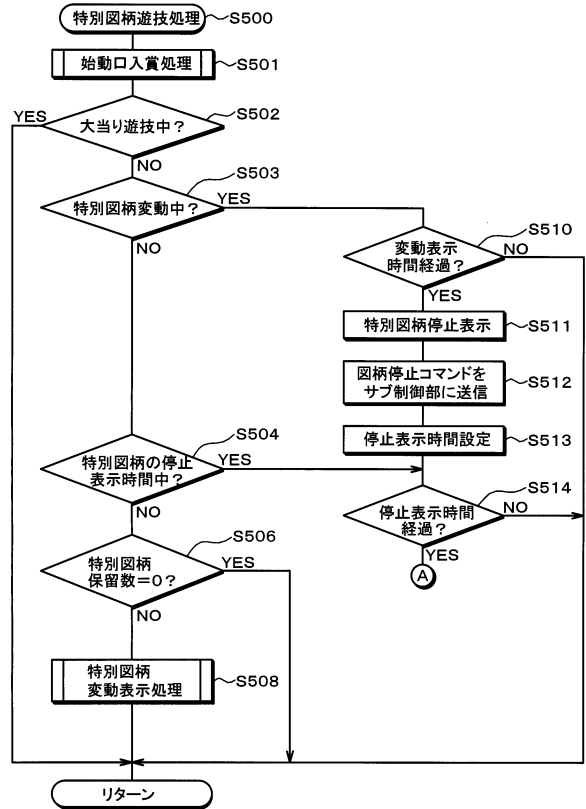 特別図柄遊技処理
S500
始動口入賞処理
S501
大当り遊技中？
S502
YES
NO
特別図柄変動中？
S503
YES
NO
変動表示
時間経過？
S510
NO
YES
特別図柄停止表示
S511
図柄停止コマンドを
サブ制御部に送信
S512
停止表示時間設定
S513
特別図柄の停止
表示時間中？
S504
YES
NO
停止表示時間
経過？
S514
NO
YES
A
特別図柄
保留数＝0？
S506
YES
NO
特別図柄
変動表示処理
S508
リターン